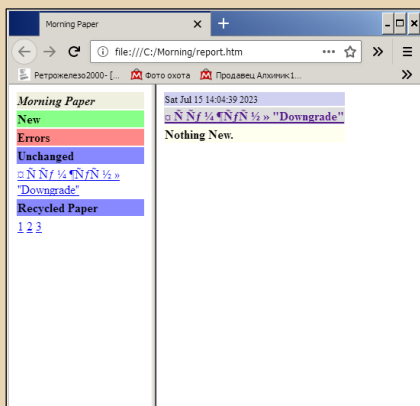 Morning Paper
file:///C:/Morning/report.htm
Ретрожелезо2000- [...
Фото охота
Продавец Алхимик1...
Morning Paper
New
Errors
Unchanged
¤ Ñ Ñƒ ¼ ¶ÑƒÑ ½ »
"Downgrade"
Recycled Paper
1 2 3
Sat Jul 15 14:04:39 2023
¤ Ñ Ñƒ ¼ ¶ÑƒÑ ½ » "Downgrade"
Nothing New.